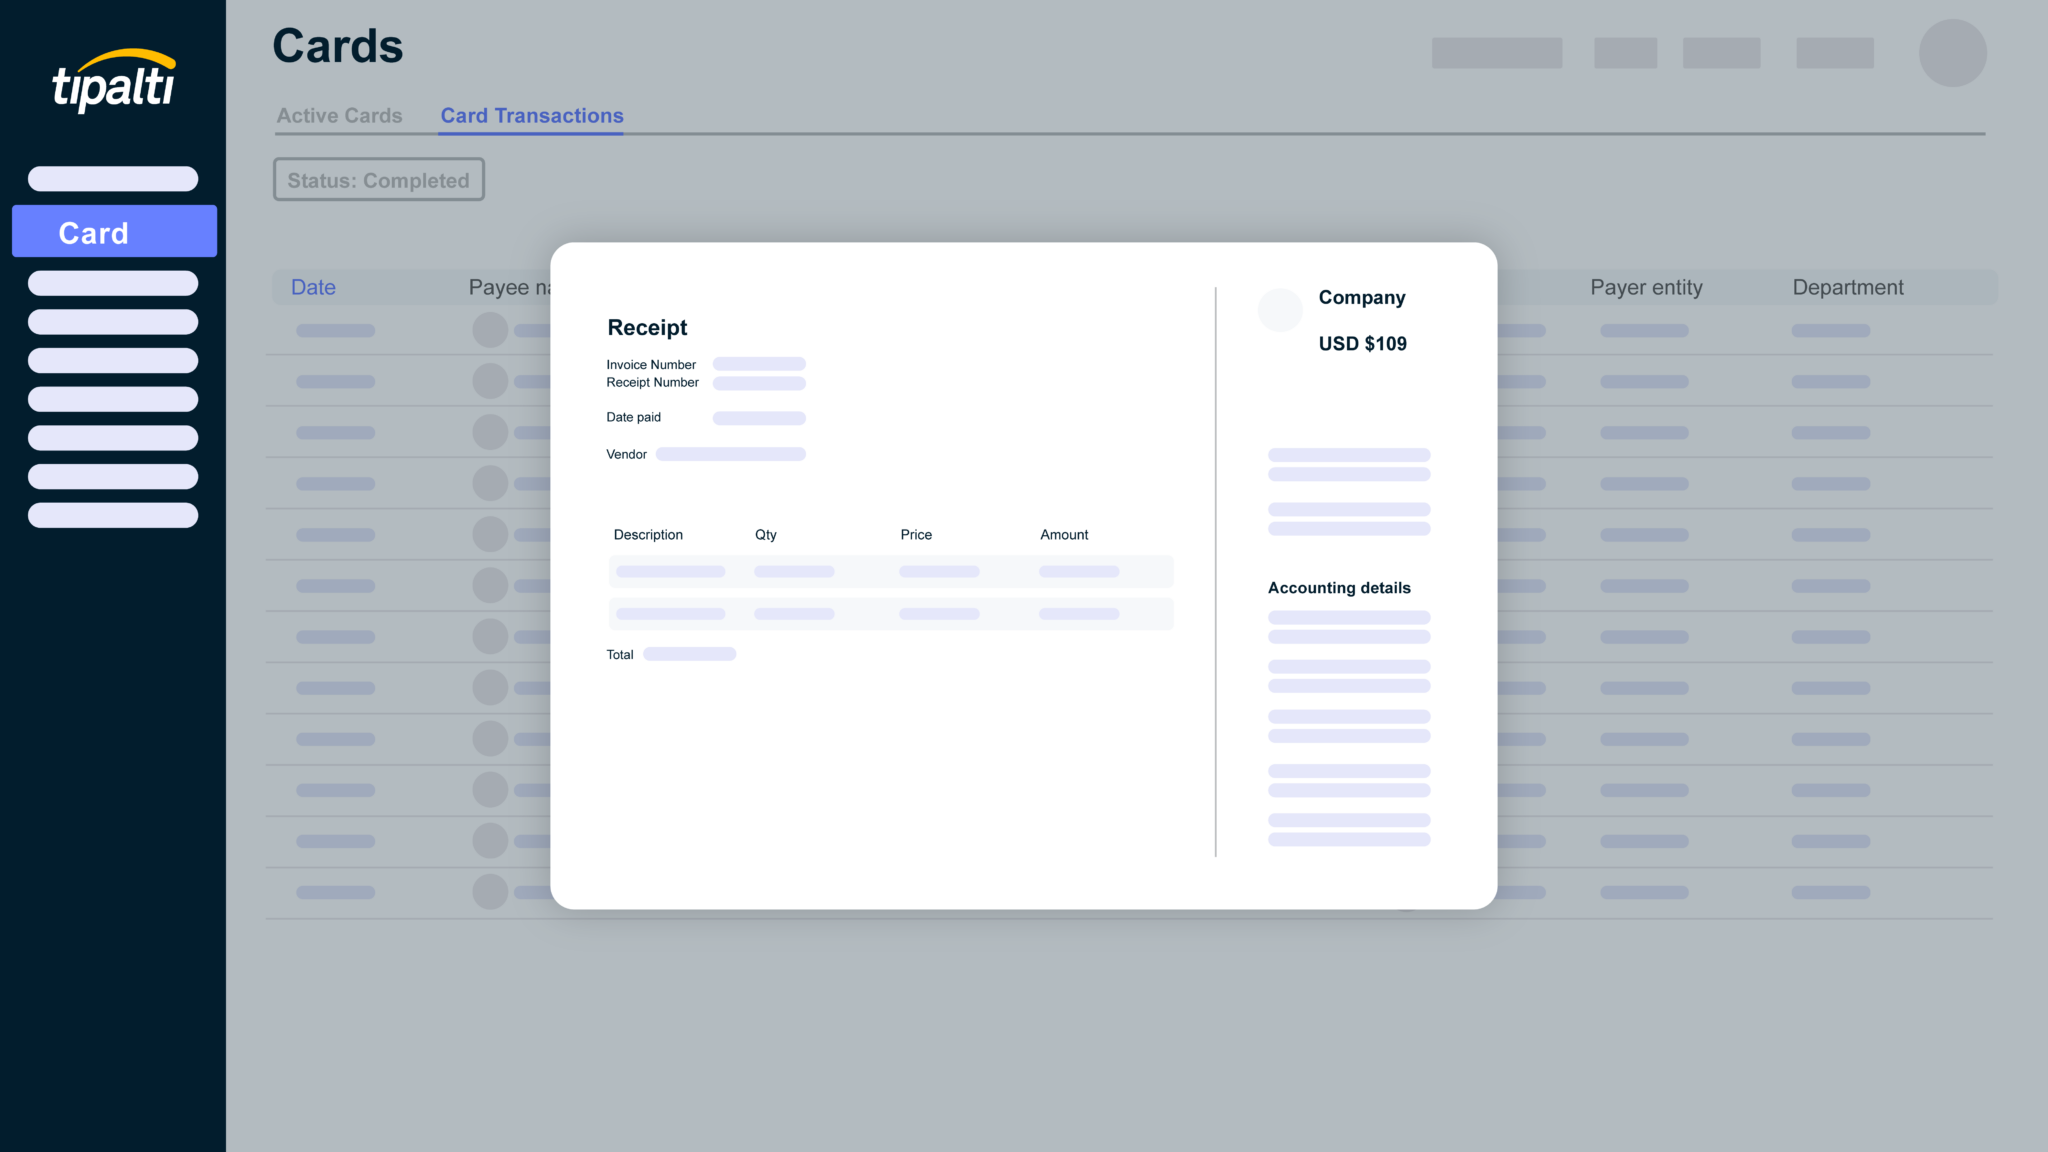 tipalti
Card
Cards
Active Cards Card Transactions
Status: Completed
Date Payee na Payer entity Department
Receipt
Invoice Number
Receipt Number
Date paid
Vendor
Description Qty Price Amount
Total
Company
USD $109
Accounting details